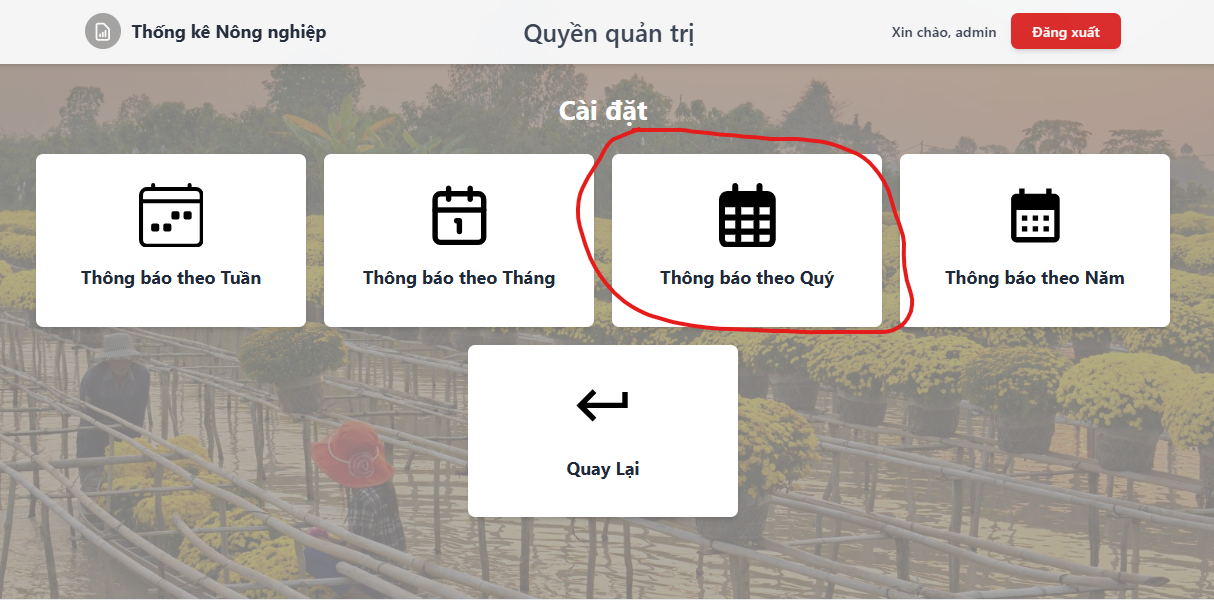 Thống kê Nông nghiệp
Quyền quản trị
Xin chào, admin
Đăng xuất
Cài đặt
1
Thông báo theo Tuần
Thông báo theo Tháng
Thông báo theo Quý
Thông báo theo Năm
Quay Lại